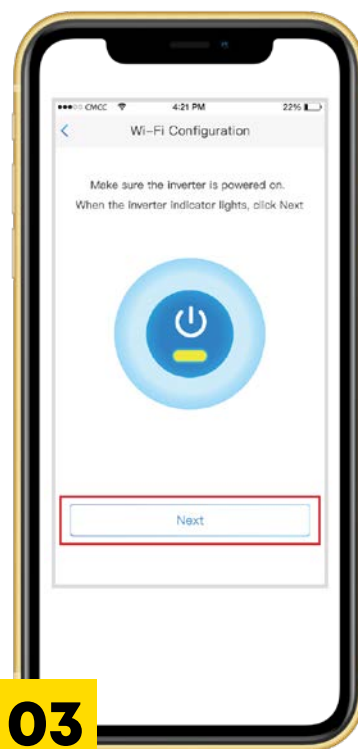 CMCC 4:21 PM 22%
Wi-Fi Configuration
Make sure the inverter is powered on.
When the inverter indicator lights, click Next
Next
03